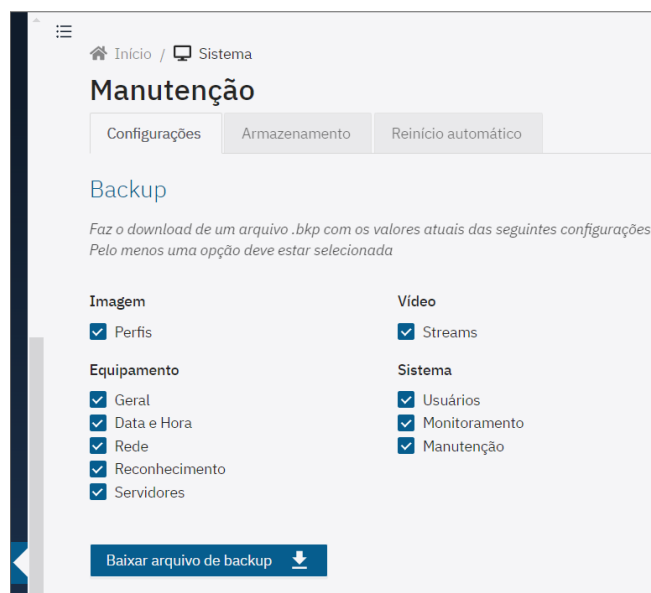 Início / Sistema
Manutenção
Configurações Armazenamento Reinício automático
Backup
Faz o download de um arquivo .bkp com os valores atuais das seguintes configurações
Pelo menos uma opção deve estar selecionada
Imagem Vídeo
Perfis Streams
Equipamento Sistema
Geral Usuários
Data e Hora Monitoramento
Rede Manutenção
Reconhecimento
Servidores
Baixar arquivo de backup